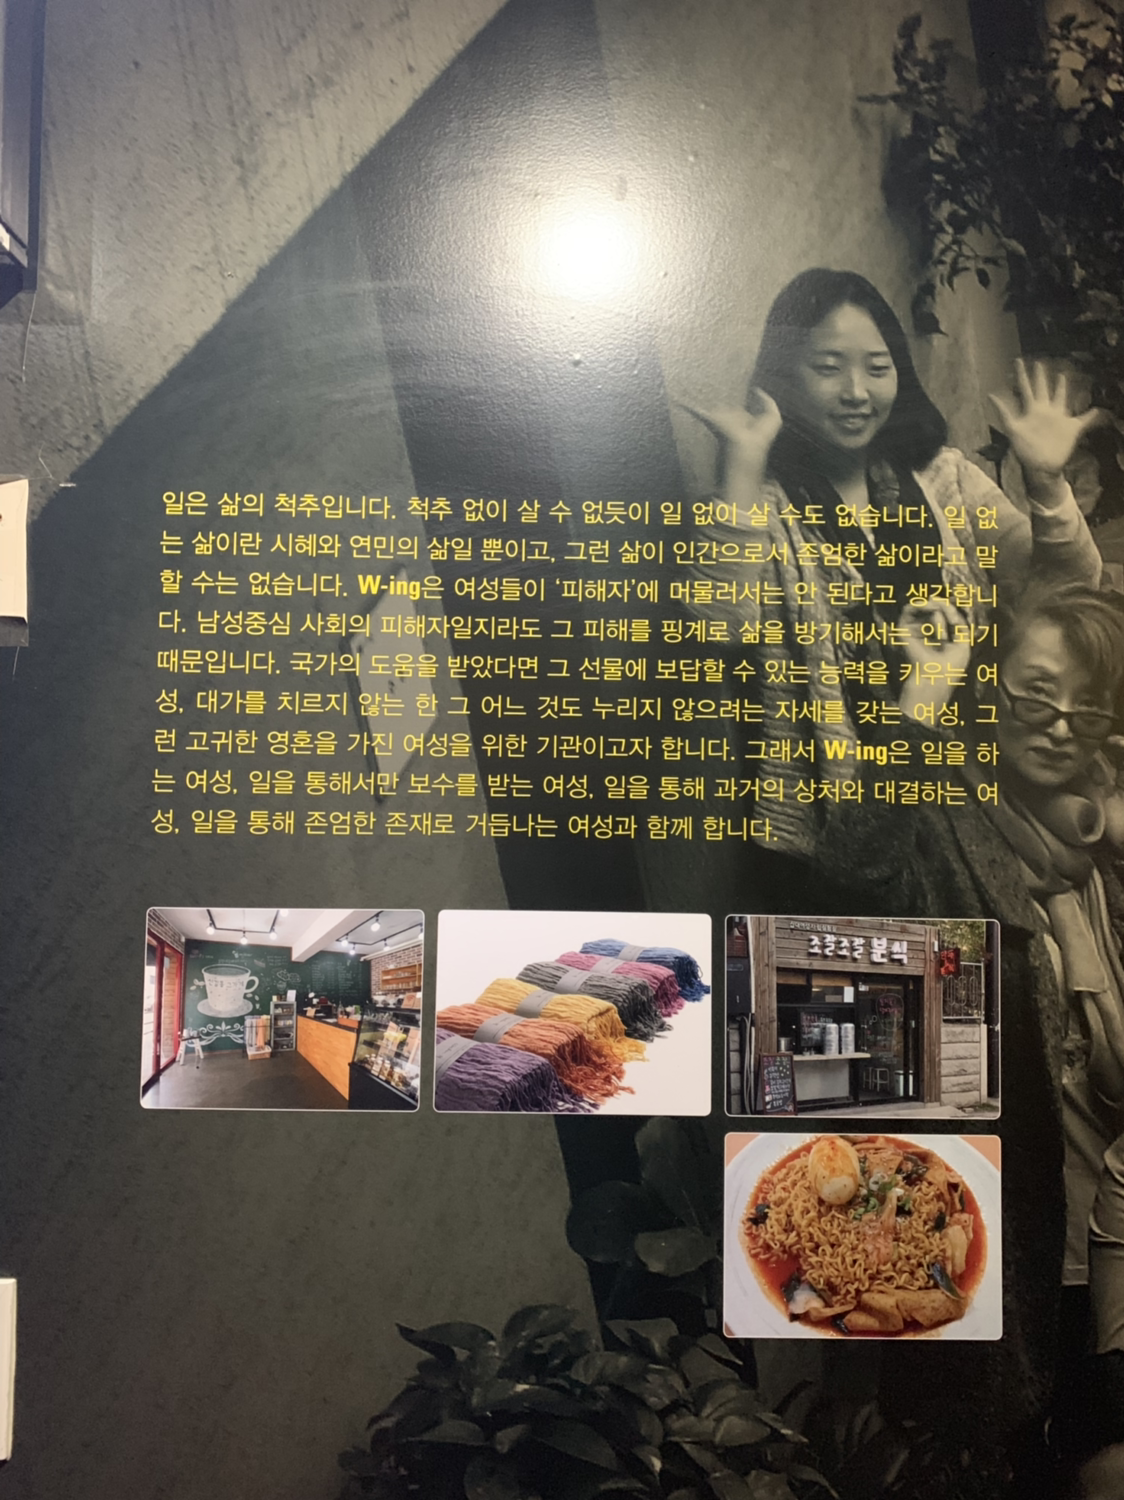 일은 삶의 척추입니다. 척추 없이 살 수 없듯이 일 없이 살 수도 없습니다. 일 없
는 삶이란 시혜와 연민의 삶일 뿐이고, 그런 삶이 인간으로서 존엄한 삶이라고 말
할 수는 없습니다. W-ing은 여성들이 ‘피해자’에 머물러서는 안 된다고 생각합니
다. 남성중심 사회의 피해자일지라도 그 피해를 핑계로 삶을 방기해서는 안 되기
때문입니다. 국가의 도움을 받았다면 그 선물에 보답할 수 있는 능력을 키우는 여
성, 대가를 치르지 않는 한 그 어느 것도 누리지 않으려는 자세를 갖는 여성, 그
런 고귀한 영혼을 가진 여성을 위한 기관이고자 합니다. 그래서 W-ing은 일을 하
는 여성, 일을 통해서만 보수를 받는 여성, 일을 통해 과거의 상처와 대결하는 여
성, 일을 통해 존엄한 존재로 거듭나는 여성과 함께 합니다.
조잘조잘 분식